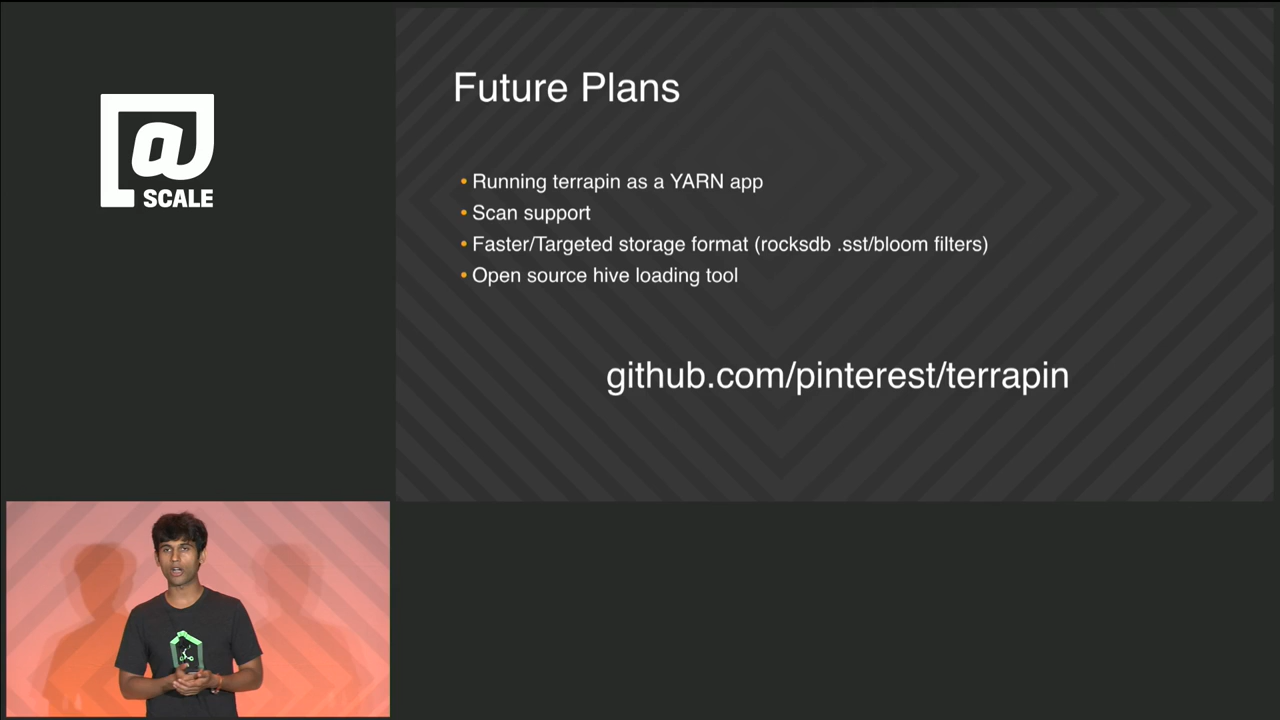 @
SCALE
Future Plans
• Running terrapin as a YARN app
• Scan support
• Faster/Targeted storage format (rocksdb .sst/bloom filters)
• Open source hive loading tool
github.com/pinterest/terrapin